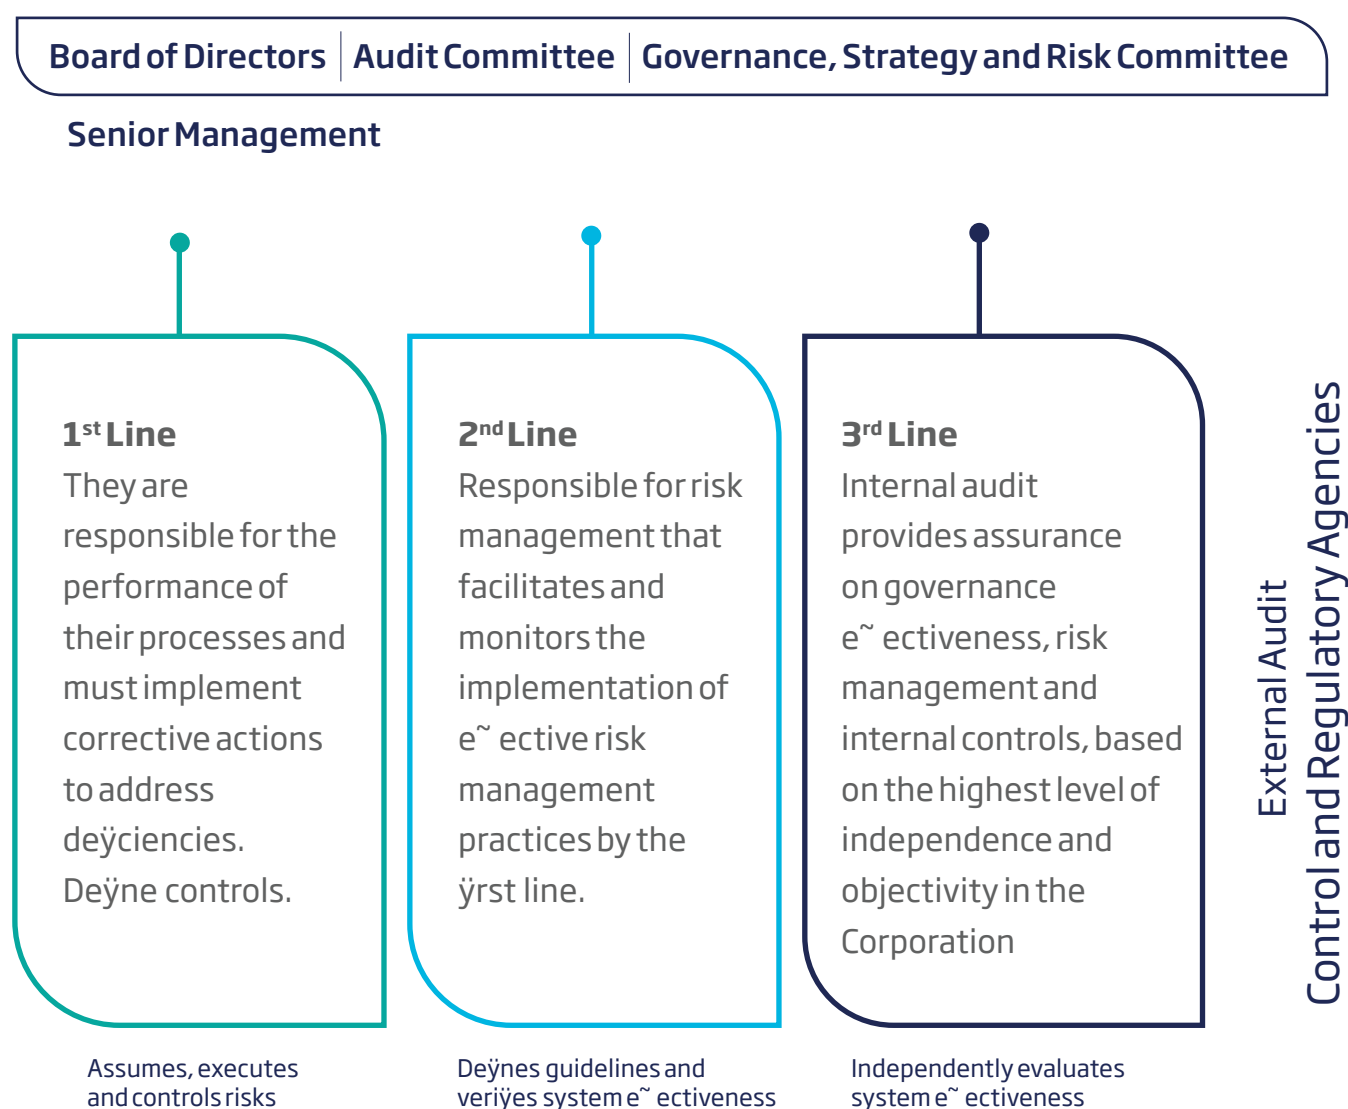 Board of Directors | Audit Committee | Governance, Strategy and Risk Committee
Senior Management
1st Line
They are
responsible for the
performance of
their processes and
must implement
corrective actions
to address
deÿciencies.
Deÿne controls.
Assumes, executes
and controls risks
2nd Line
Responsible for risk
management that
facilitates and
monitors the
implementation of
e˜ ective risk
management
practices by the
ÿrst line.
Deÿnes guidelines and
veriÿes system e˜ ectiveness
3rd Line
Internal audit
provides assurance
on governance
e˜ ectiveness, risk
management and
internal controls, based
on the highest level of
independence and
objectivity in the
Corporation
Independently evaluates
system e˜ ectiveness
External Audit
Control and Regulatory Agencies